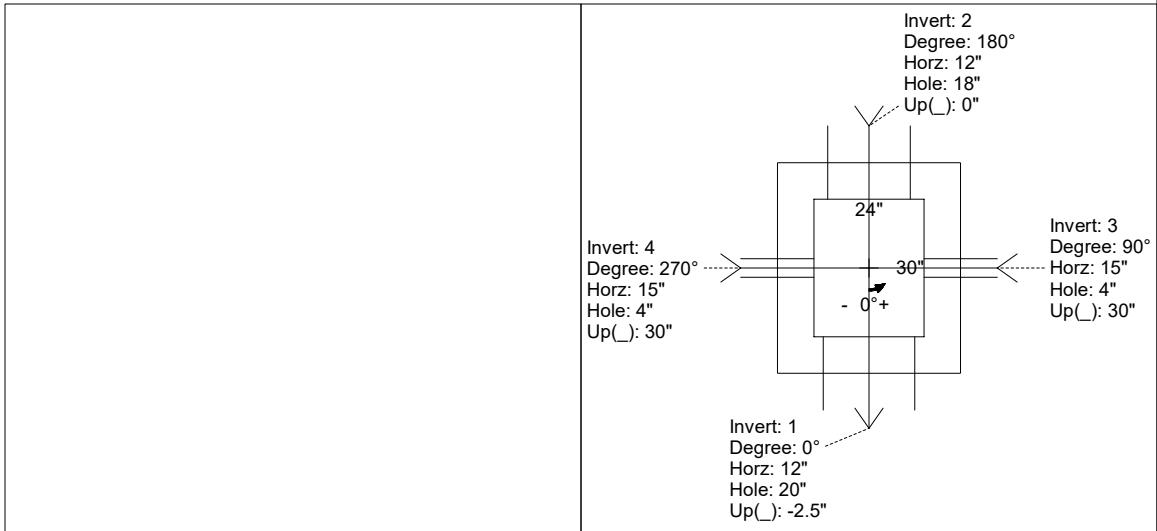 Invert: 2
Degree: 180°
Horz: 12"
Hole: 18"
Up(_): 0"
24"
Invert: 4
Degree: 270°
Horz: 15"
Hole: 4"
Up(_): 30"
30"
- 0°+
Invert: 3
Degree: 90°
Horz: 15"
Hole: 4"
Up(_): 30"
Invert: 1
Degree: 0°
Horz: 12"
Hole: 20"
Up(_): -2.5"